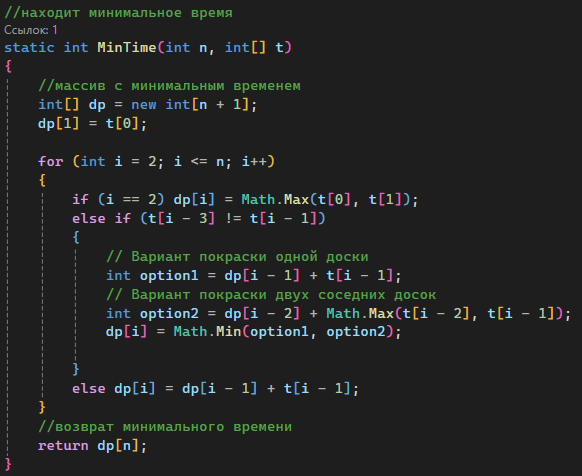 //находит минимальное время
Ссылок: 1
static int MinTime(int n, int[] t)
{
//массив с минимальным временем
int[] dp = new int[n + 1];
dp[1] = t[0];
for (int i = 2; i <= n; i++)
{
if (i == 2) dp[i] = Math.Max(t[0], t[1]);
else if (t[i - 3] != t[i - 1])
{
// Вариант покраски одной доски
int option1 = dp[i - 1] + t[i - 1];
// Вариант покраски двух соседних досок
int option2 = dp[i - 2] + Math.Max(t[i - 2], t[i - 1]);
dp[i] = Math.Min(option1, option2);
}
else dp[i] = dp[i - 1] + t[i - 1];
}
//возврат минимального времени
return dp[n];
}